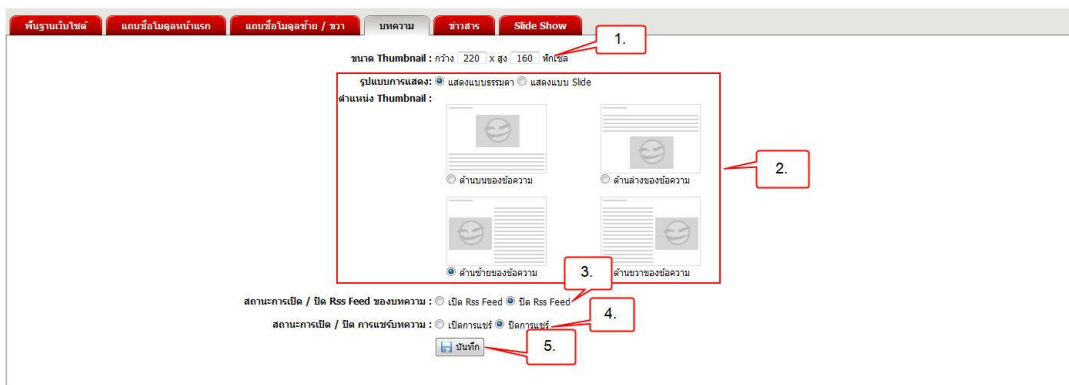 พื้นฐานเว็บไซต์ แถบชื่อโมดูลหน้าแรก แถบชื่อโมดูลซ้าย / ขวา บทความ ข่าวสาร Slide Show
1.
ขนาด Thumbnail : กว้าง 220 x สูง 160 พิกเซล
รูปแบบการแสดง: แสดงแบบธรรมดา แสดงแบบ Slide
ตำแหน่ง Thumbnail :
2.
ด้านบนของข้อความ ด้านล่างของข้อความ
ด้านซ้ายของข้อความ ด้านขวาของข้อความ
3.
สถานะการเปิด / ปิด Rss Feed ของบทความ : เปิด Rss Feed ปิด Rss Feed
4.
สถานะการเปิด / ปิด การแชร์บทความ : เปิดการแชร์ ปิดการแชร์
บันทึก 5.